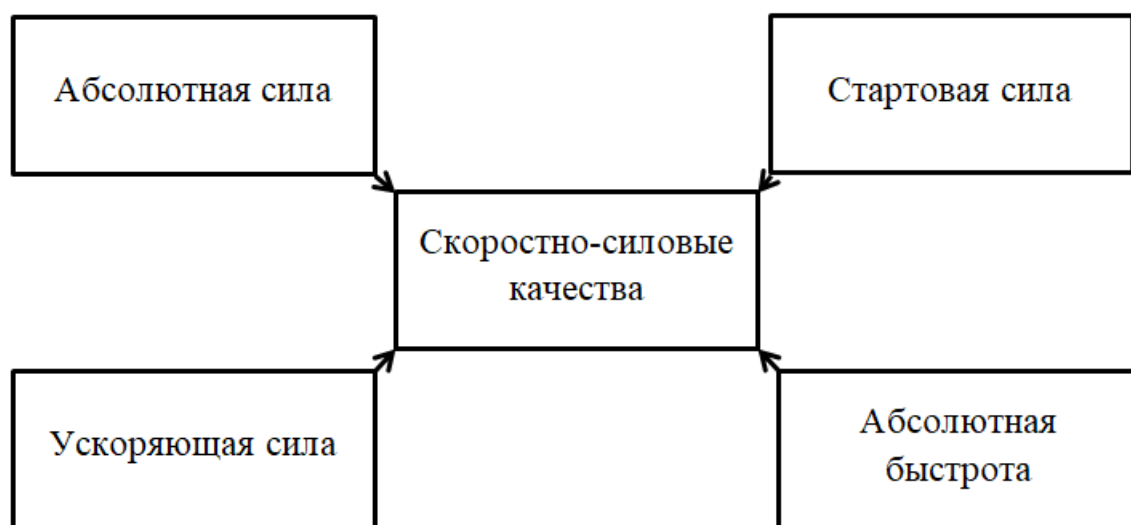 Абсолютная сила
Стартовая сила
Скоростно-силовые
качества
Ускоряющая сила
Абсолютная
быстрота